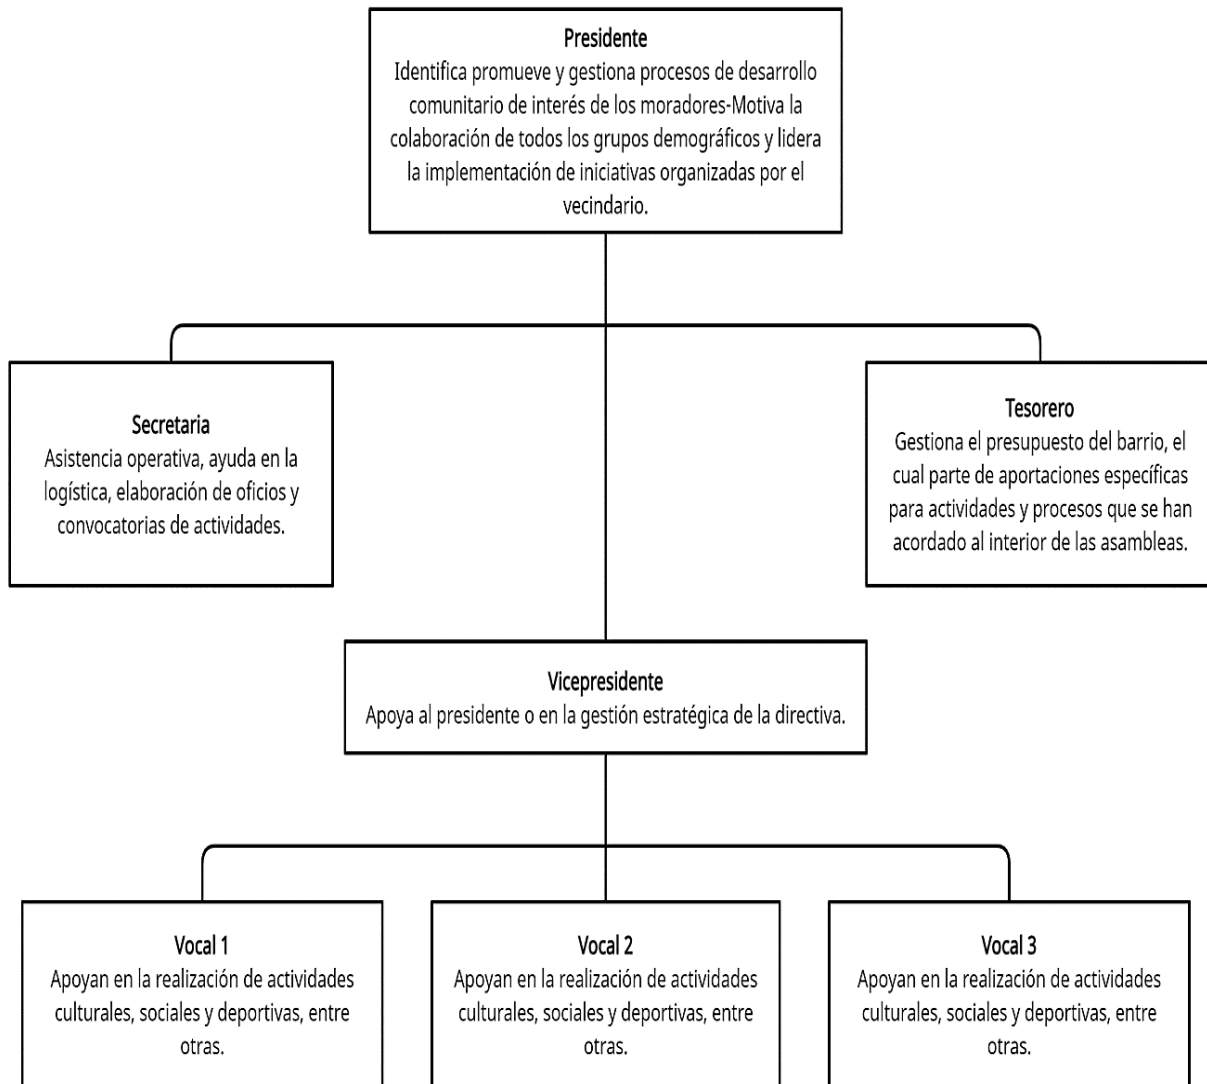 Presidente
Identifica promueve y gestiona procesos de desarrollo
comunitario de interés de los moradores-Motiva la
colaboración de todos los grupos demográficos y lidera
la implementación de iniciativas organizadas por el
vecindario.
Secretaria
Asistencia operativa, ayuda en la
logística, elaboración de oficios y
convocatorias de actividades.
Tesorero
Gestiona el presupuesto del barrio, el
cual parte de aportaciones específicas
para actividades y procesos que se han
acordado al interior de las asambleas.
Vicepresidente
Apoya al presidente o en la gestión estratégica de la directiva.
Vocal 1
Apoyan en la realización de actividades
culturales, sociales y deportivas, entre
otras.
Vocal 2
Apoyan en la realización de actividades
culturales, sociales y deportivas, entre
otras.
Vocal 3
Apoyan en la realización de actividades
culturales, sociales y deportivas, entre
otras.